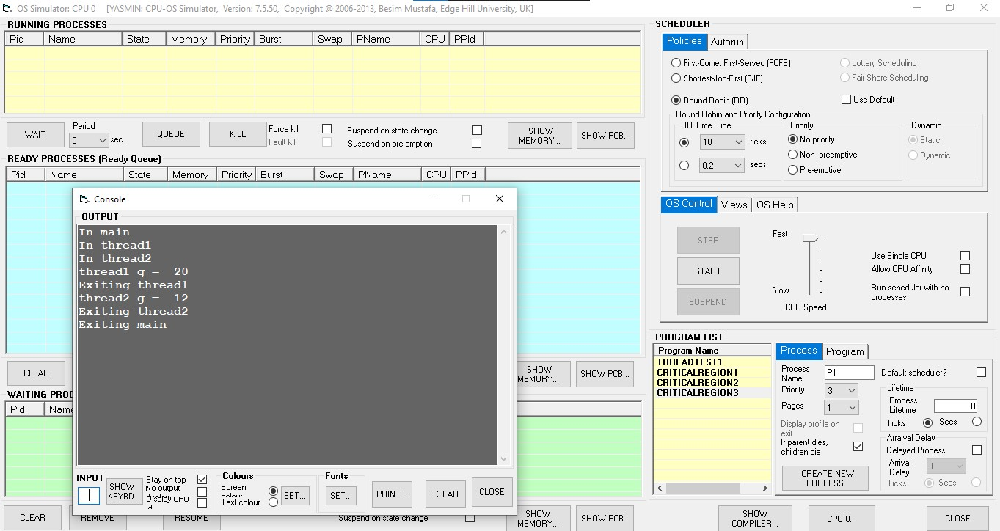 OS Simulator: CPU 0 [YASMIN: CPU-OS Simulator, Version: 7.5.50, Copyright @ 2006-2013, Besim Mustafa, Edge Hill University, UK]
RUNNING PROCESSES
Pid Name State Memory Priority Burst Swap PName CPU PPId
WAIT
Period
0 sec.
QUEUE
KILL
Force kill
Fault kill
Suspend on state change
Suspend on pre-emption
SHOW
MEMORY...
SHOW PCB...
READY PROCESSES (Ready Queue)
Pid Name State Memory Priority Burst Swap PName CPU PPId
CLEAR
SHOW
MEMORY...
SHOW PCB...
WAITING
Pid
CLEAR
REMOVE
RESUME
Suspend on state change
SHOW
MEMORY...
SHOW PCB..
Console
OUTPUT
In main
In thread1
In thread2
thread1 g = 20
Exiting thread1
thread2 g = 12
Exiting thread2
Exiting main
INPUT
SHOW
KEYBD...
Stay on top
No output
Display CPU
Colours
Screen
Text colour
SET...
Fonts
SET...
PRINT...
CLEAR
CLOSE
SCHEDULER
Policies Autorun
First-Come, First-Served (FCFS)
Shortest-Job-First (SJF)
Round Robin (RR)
Lottery Scheduling
Fair-Share Scheduling
Use Default
Round Robin and Priority Configuration
RR Time Slice
10 ticks
0.2 secs
Priority
No priority
Non- preemptive
Pre-emptive
Dynamic
Static
Dynamic
OS Control Views OS Help
STEP
START
SUSPEND
Fast
Slow
CPU Speed
Use Single CPU
Allow CPU Affinity
Run scheduler with no
processes
PROGRAM LIST
Program Name
THREADTEST1
CRITICALREGION1
CRITICALREGION2
CRITICALREGION3
Process Program
Process
Name
P1
Priority 3
Pages 1
Display profile on
exit
If parent dies,
children die
CREATE NEW
PROCESS
Default scheduler?
Lifetime
Process
Lifetime
0
Ticks Secs
Arraival Delay
Delayed Process
Arrival
Delay
1
Ticks Secs
SHOW
COMPILER...
CPU 0...
CLOSE